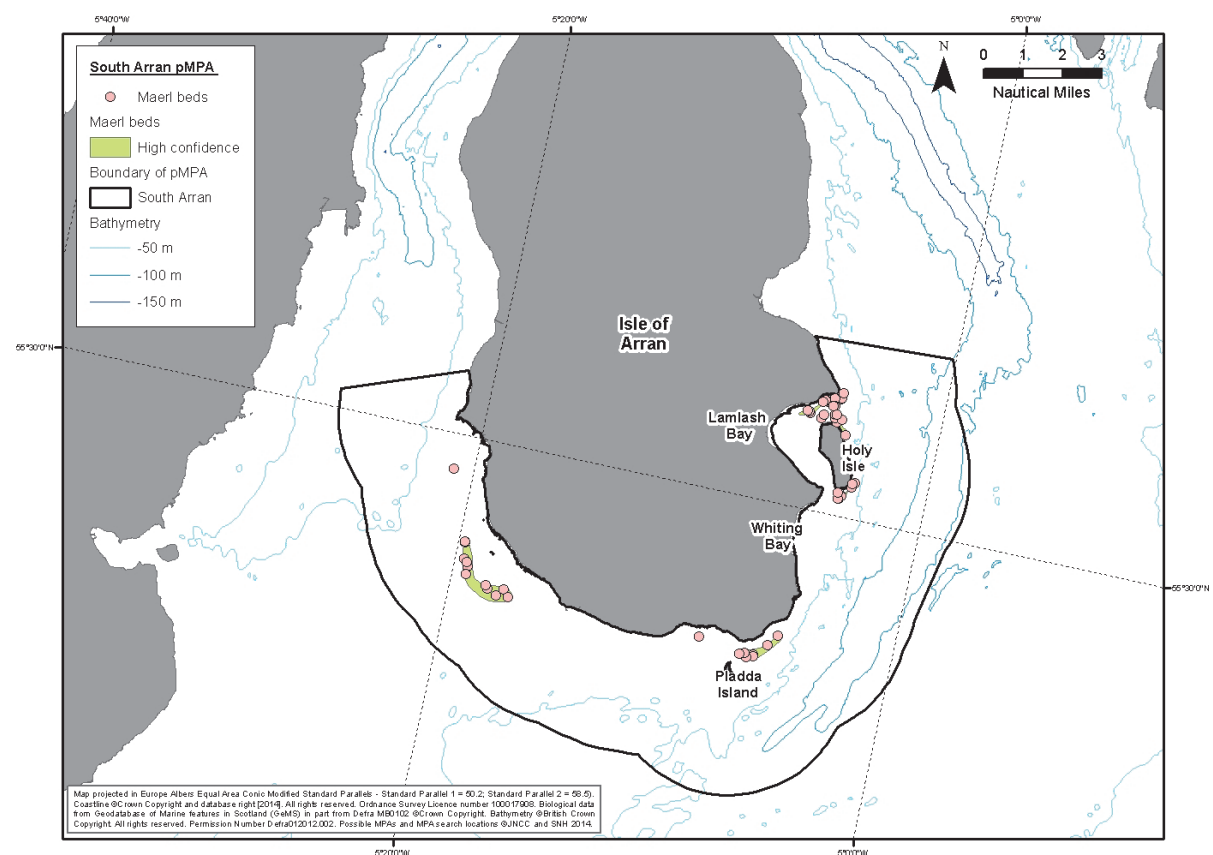 5°40'0"W
5°20'0"W
5°0'0"W
South Arran pMPA
Maerl beds
Maerl beds
High confidence
Boundary of pMPA
South Arran
Bathymetry
-50 m
-100 m
-150 m
N
0 1 2 3
Nautical Miles
55°30'0"N
Isle of
Arran
Lamlash
Bay
Holy
Isle
Whiting
Bay
55°30'0"N
Pladda
Island
Map projected in Europe Albers Equal Area Conic Modified Standard Parallels - Standard Parallel 1 = 50.2; Standard Parallel 2 = 58.5).
Coastline ©Crown Copyright and database right [2014]. All rights reserved. Ordnance Survey Licence number 100017908. Biological data
from Geodatabase of Marine features in Scotland (GeMS) in part from Defra MB0102 ©Crown Copyright. Bathymetry ©British Crown
Copyright. All rights reserved. Permission Number Defra012012.002. Possible MPAs and MPA search locations ©JNCC and SNH 2014.
5°20'0"W
5°0'0"W